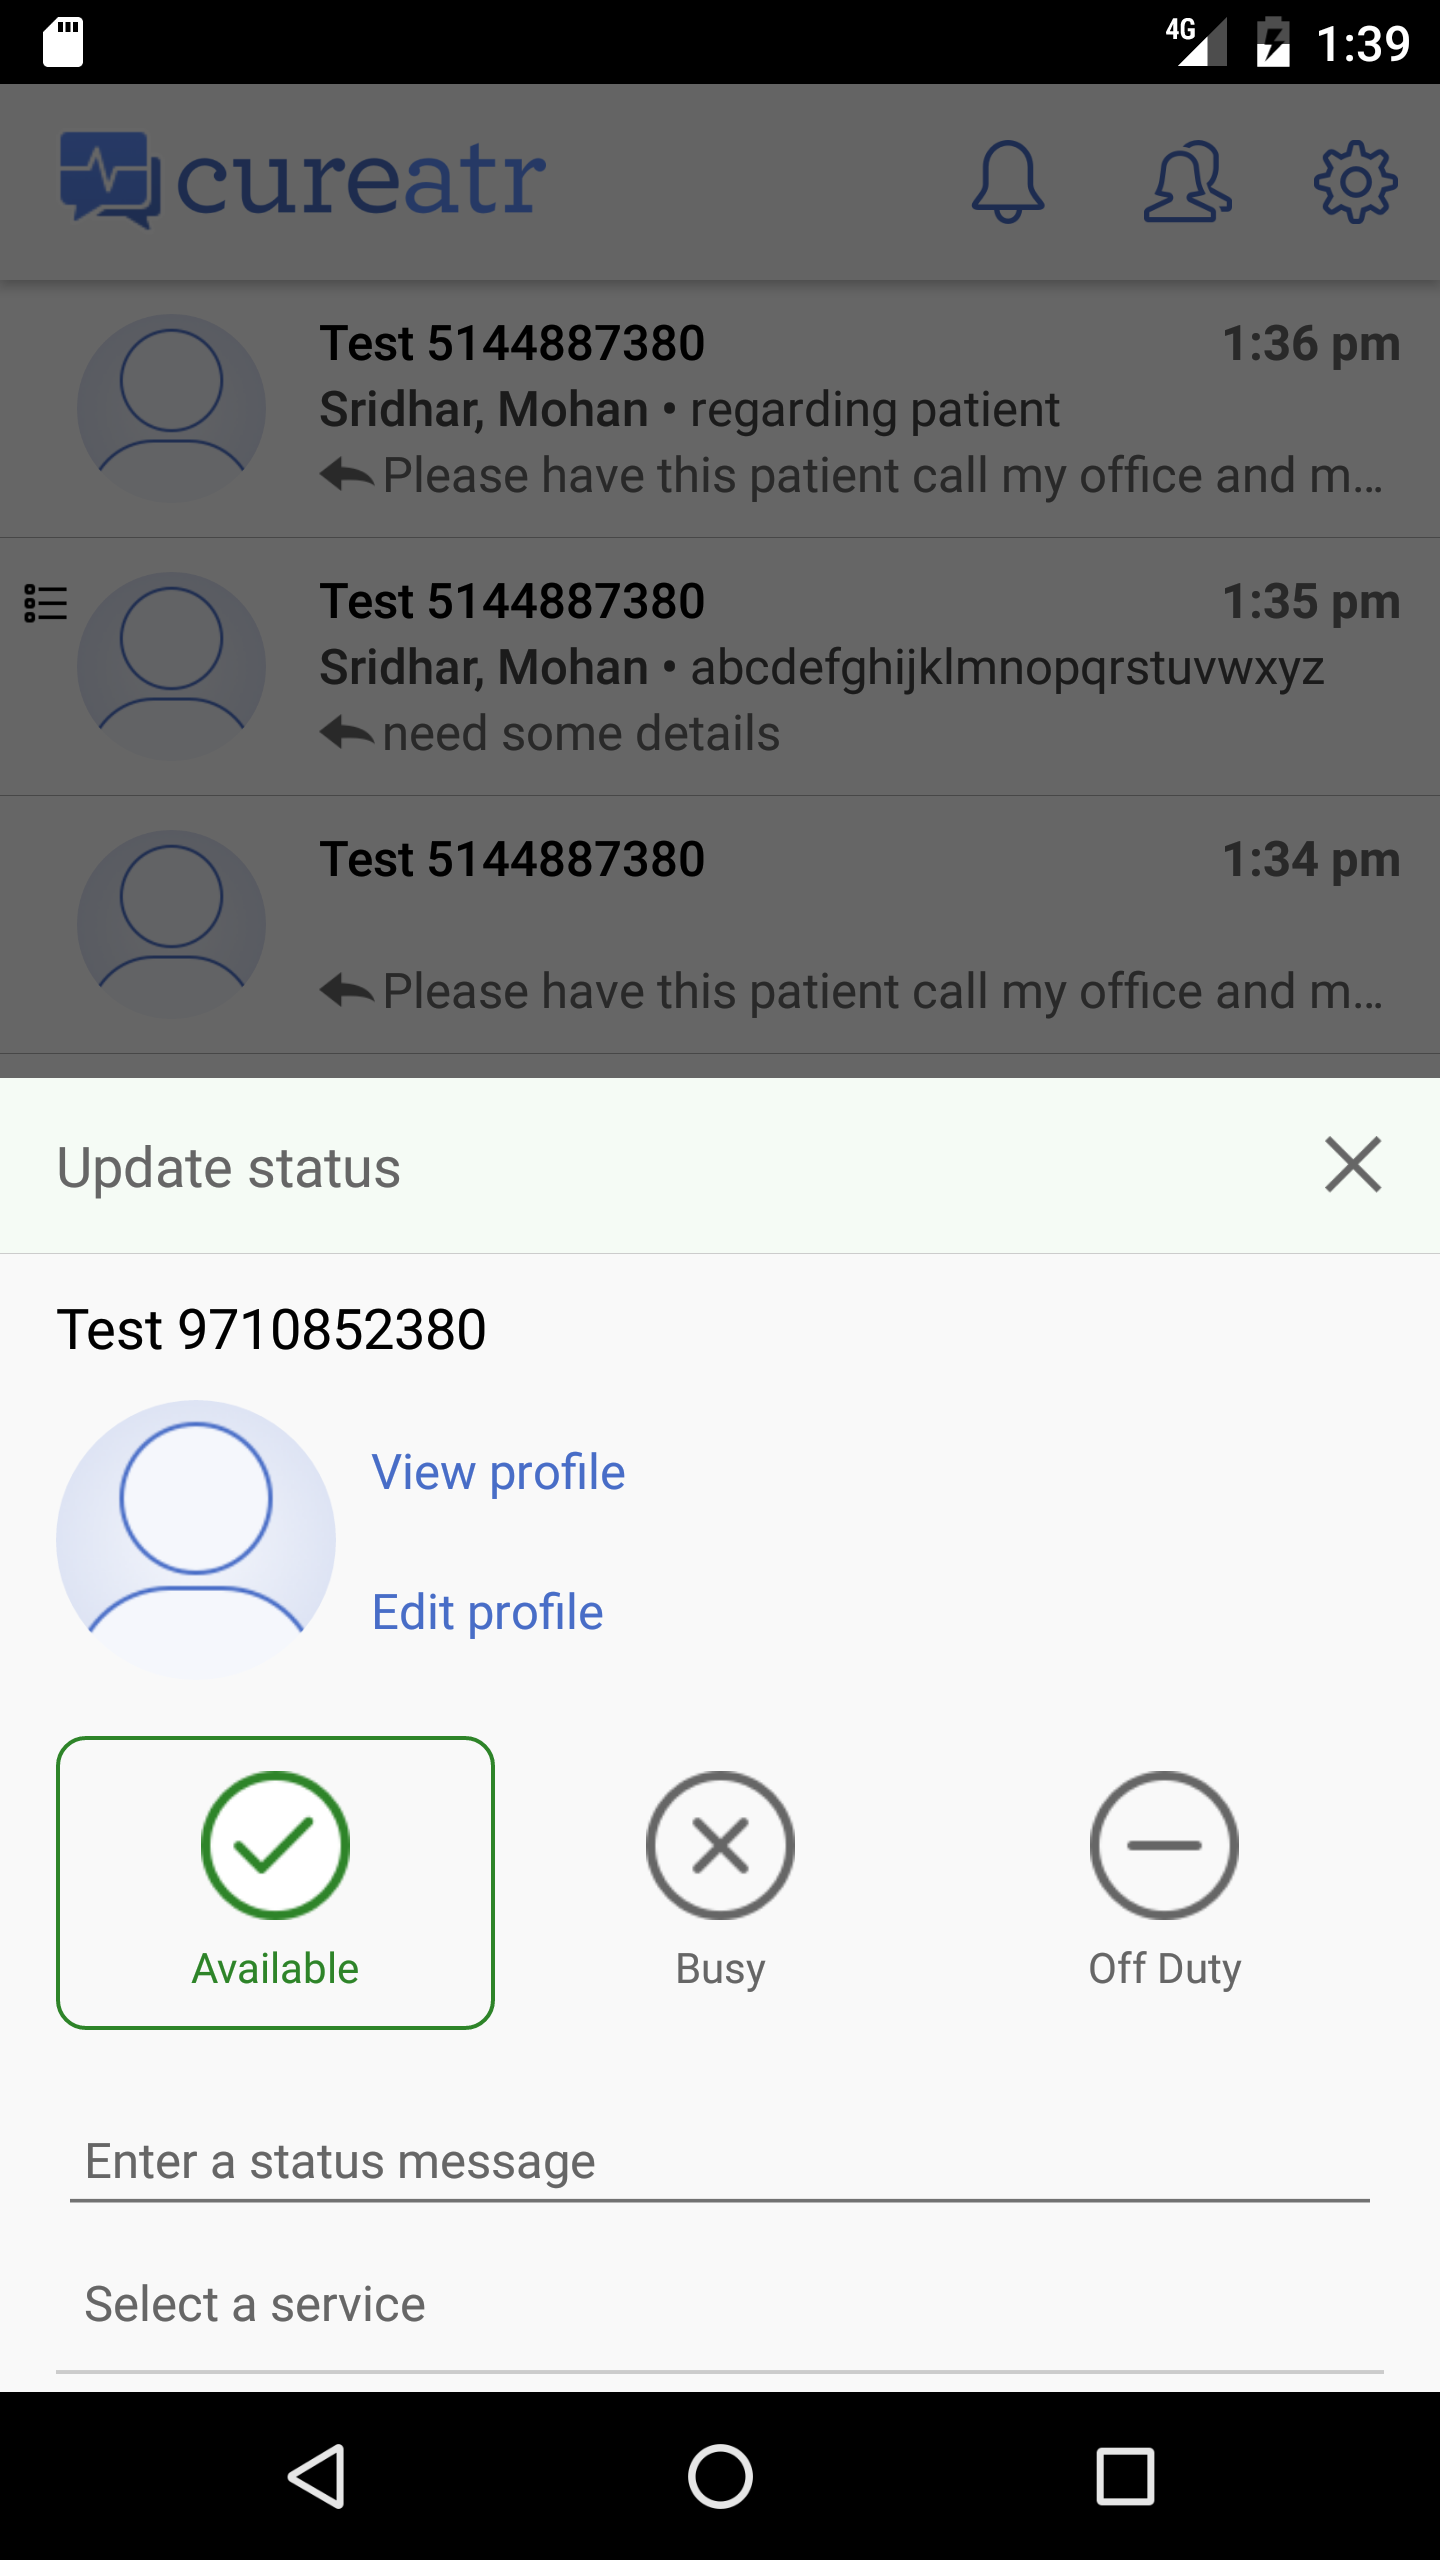 4G 1:39
cureatr
Test 5144887380 1:36 pm
Sridhar, Mohan • regarding patient
Please have this patient call my office and m...
Test 5144887380 1:35 pm
Sridhar, Mohan • abcdefghijklmnopqrstuvwxyz
need some details
Test 5144887380 1:34 pm
Please have this patient call my office and m...
Update status
Test 9710852380
View profile
Edit profile
Available Busy Off Duty
Enter a status message
Select a service